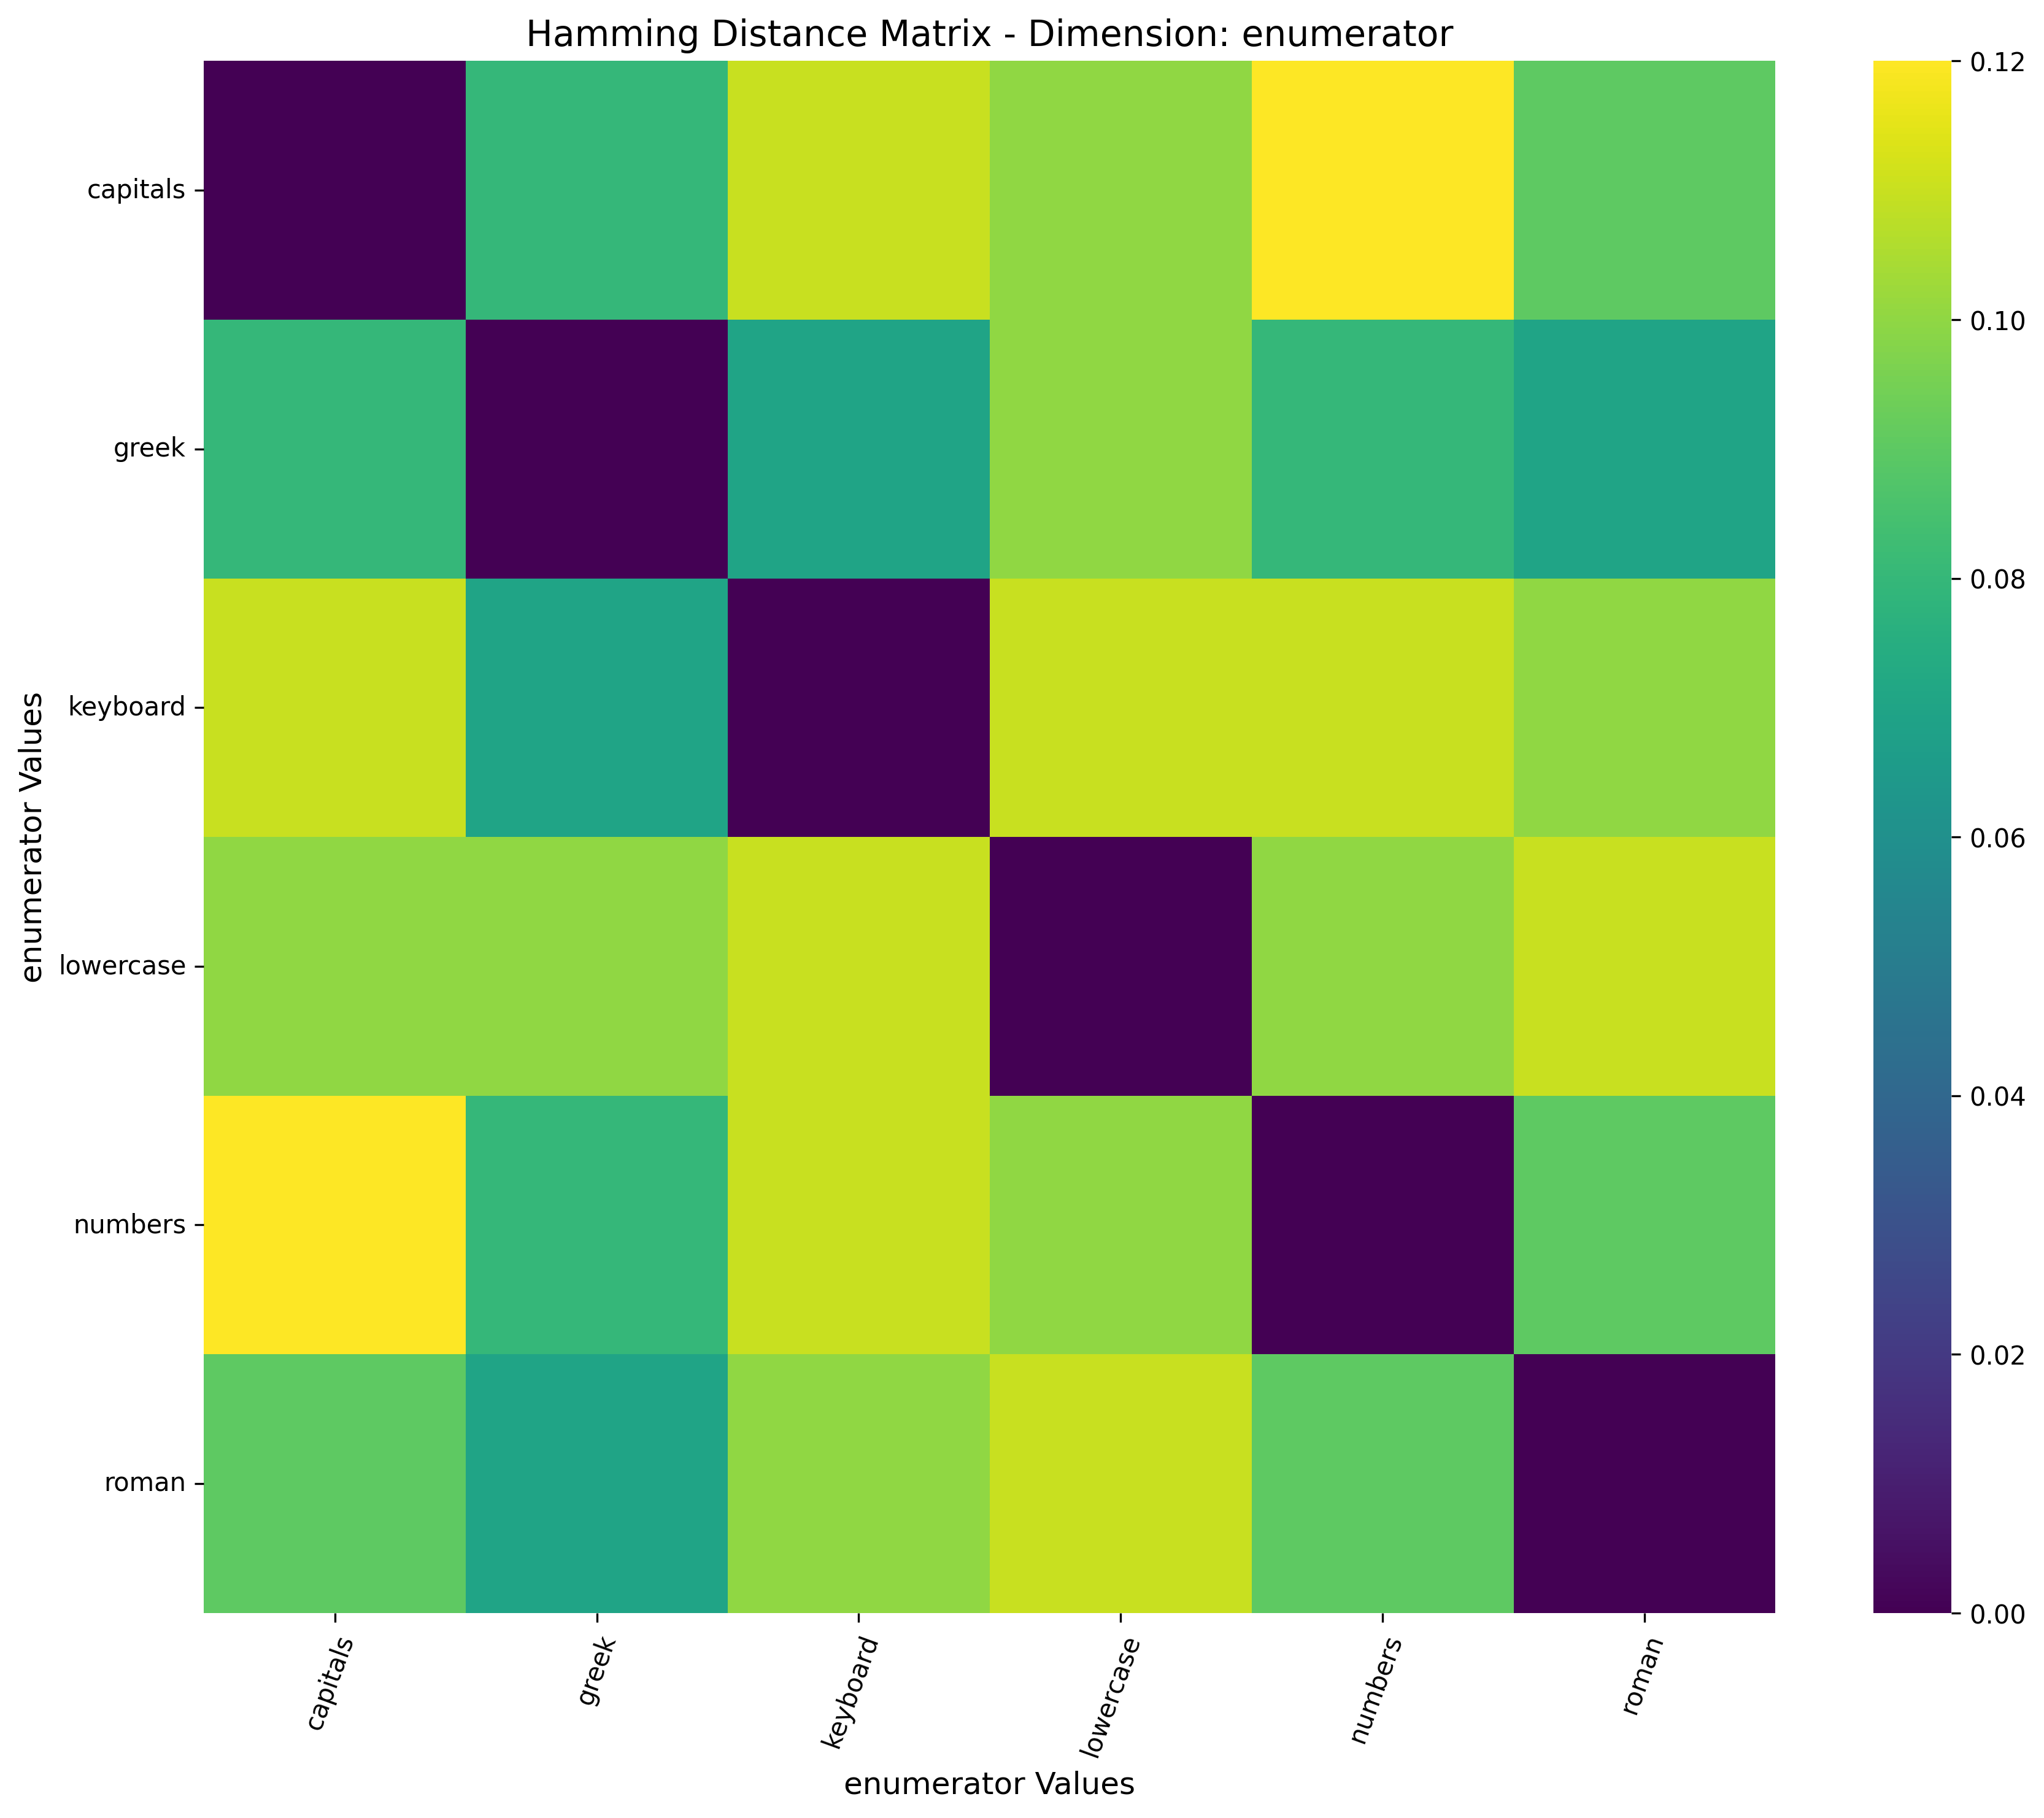 Hamming Distance Matrix - Dimension: enumerator
enumerator Values
capitals
greek
keyboard
lowercase
numbers
roman
capitals
greek
keyboard
lowercase
numbers
roman
enumerator Values
0.12
0.10
0.08
0.06
0.04
0.02
0.00